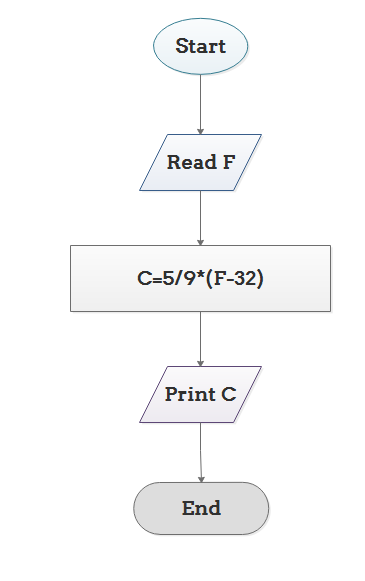 Start
Read F
C=5/9*(F-32)
Print C
End